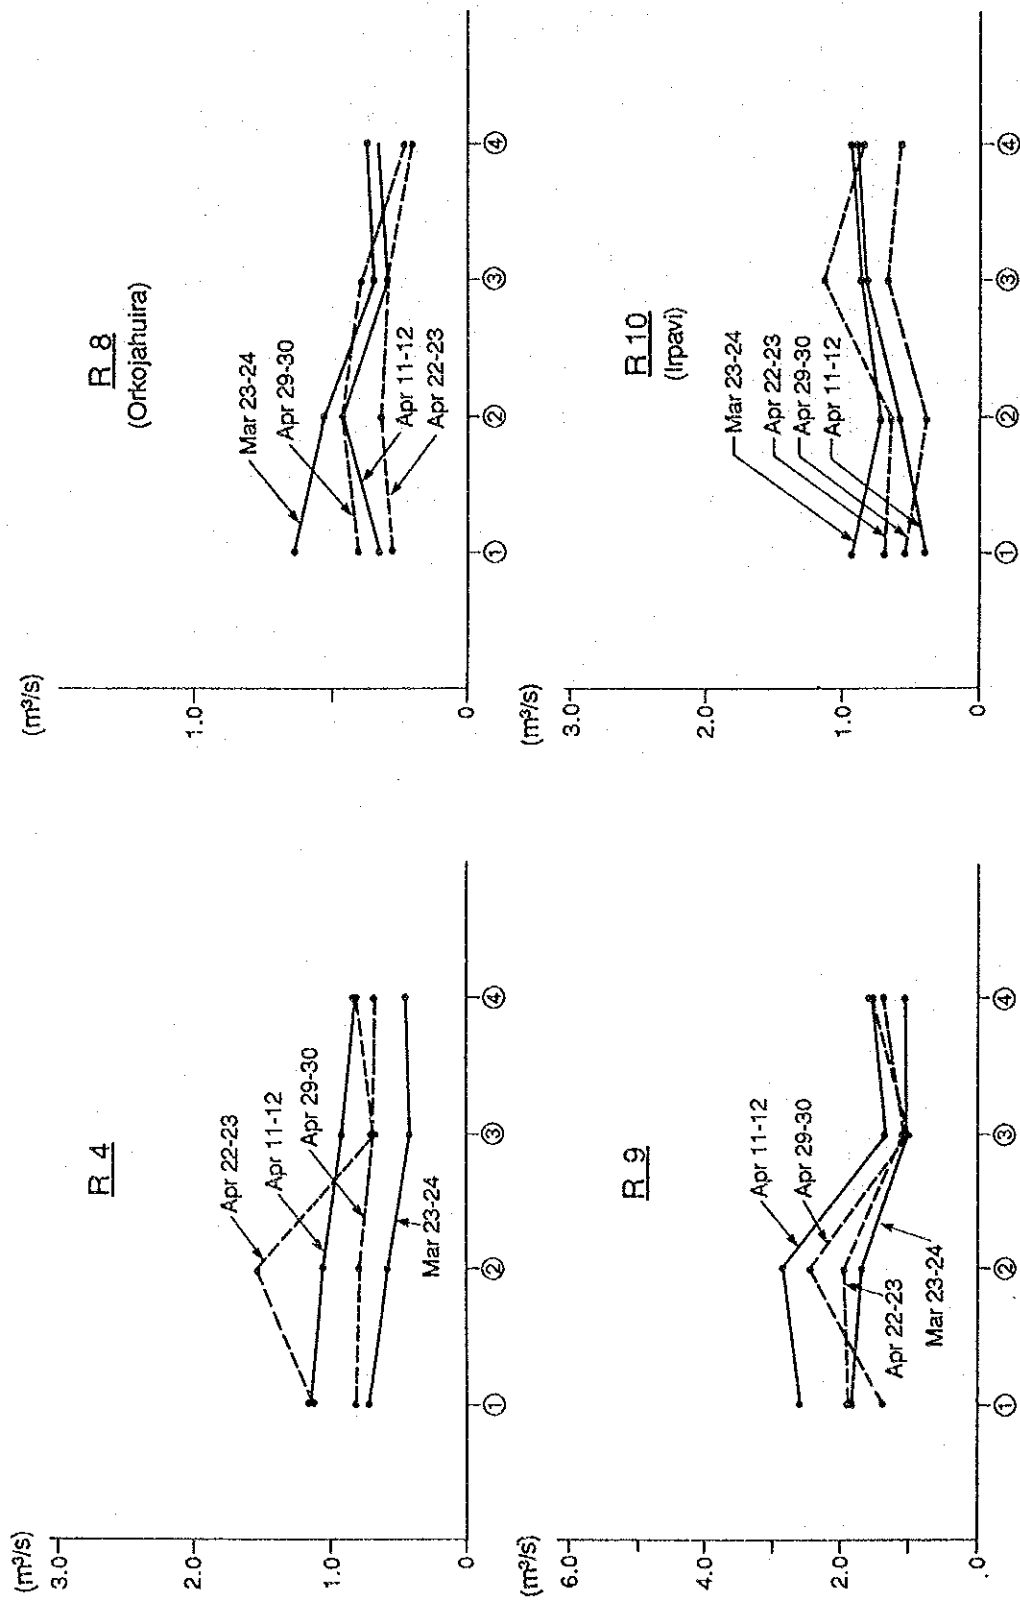 (m³/s)
R 4
3.0
Apr 22-23
Apr 11-12
Apr 29-30
1.0
Mar 23-24
0
① ② ③ ④
(m³/s)
R 8
(Orkojahuira)
1.0
Mar 23-24
Apr 29-30
Apr 11-12
Apr 22-23
0
① ② ③ ④
(m³/s)
R 9
6.0
4.0
Apr 11-12
Apr 29-30
2.0
Apr 22-23
Mar 23-24
0
① ② ③ ④
(m³/s)
R 10
(Irpavi)
3.0
2.0
Mar 23-24
Apr 22-23
Apr 29-30
Apr 11-12
1.0
0
① ② ③ ④